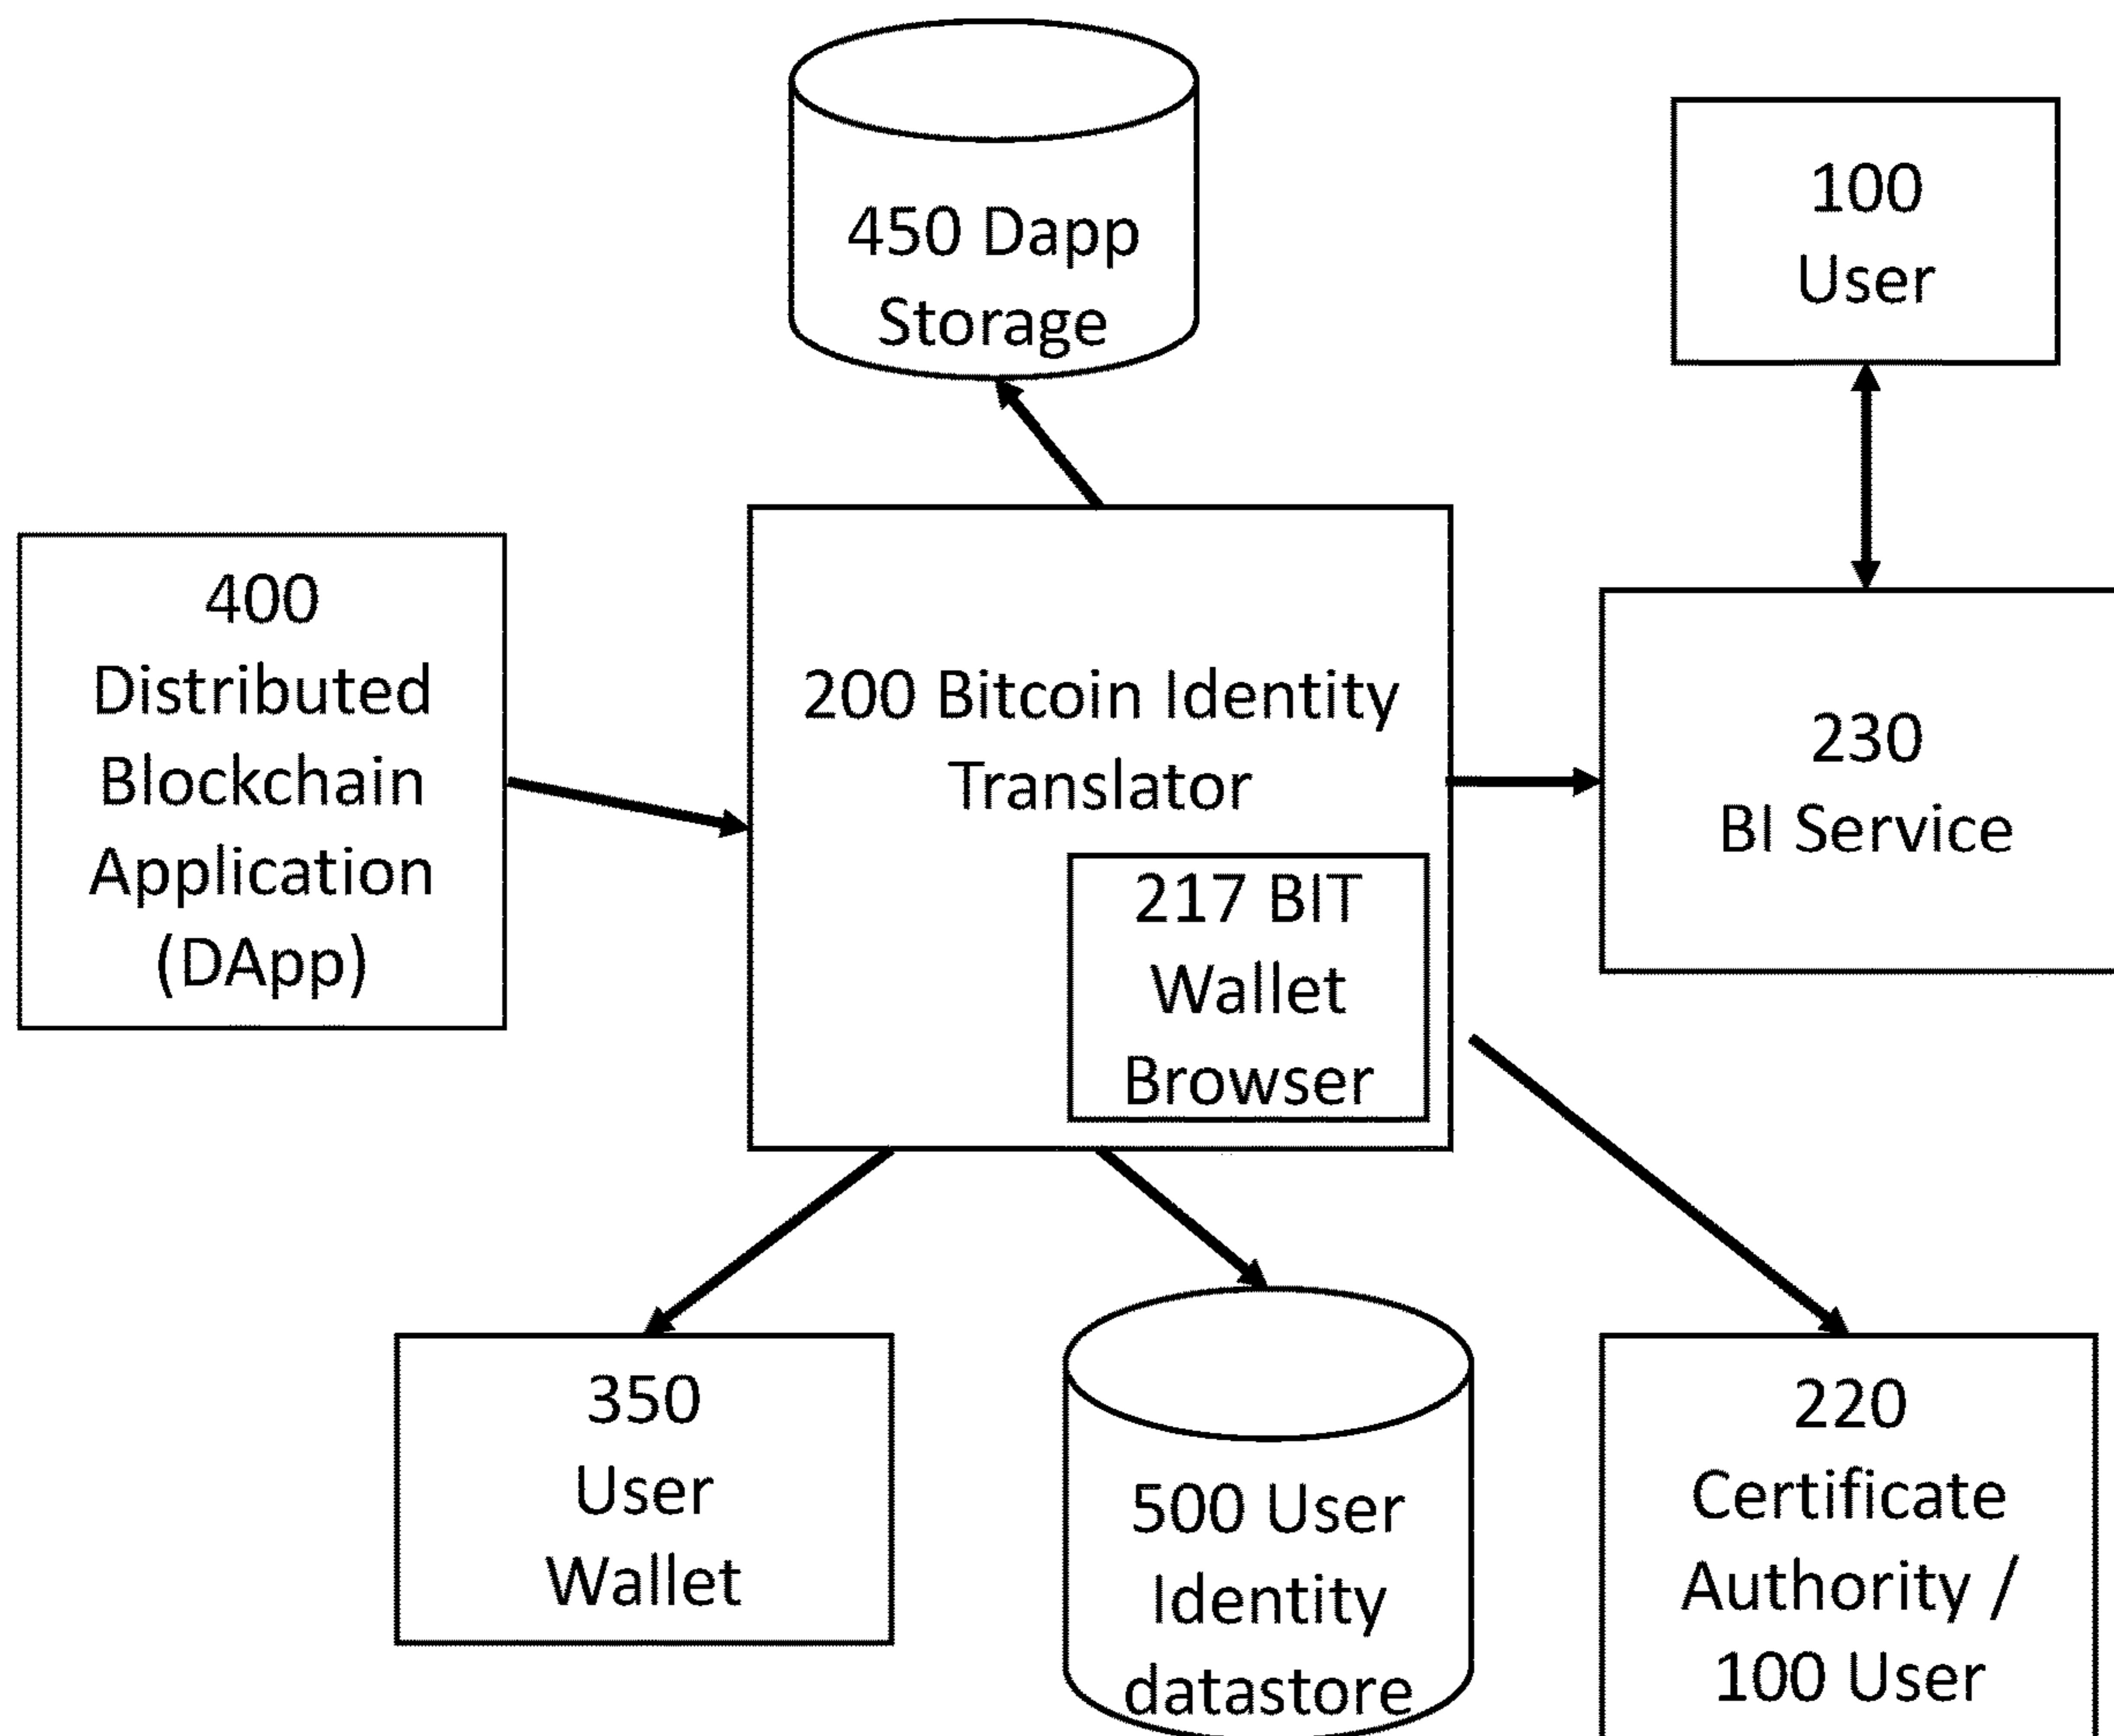 450 Dapp
Storage
100
User
400
Distributed
Blockchain
Application
(DApp)
200 Bitcoin Identity
Translator
217 BIT
Wallet
Browser
230
BI Service
350
User
Wallet
500 User
Identity
datastore
220
Certificate
Authority /
100 User